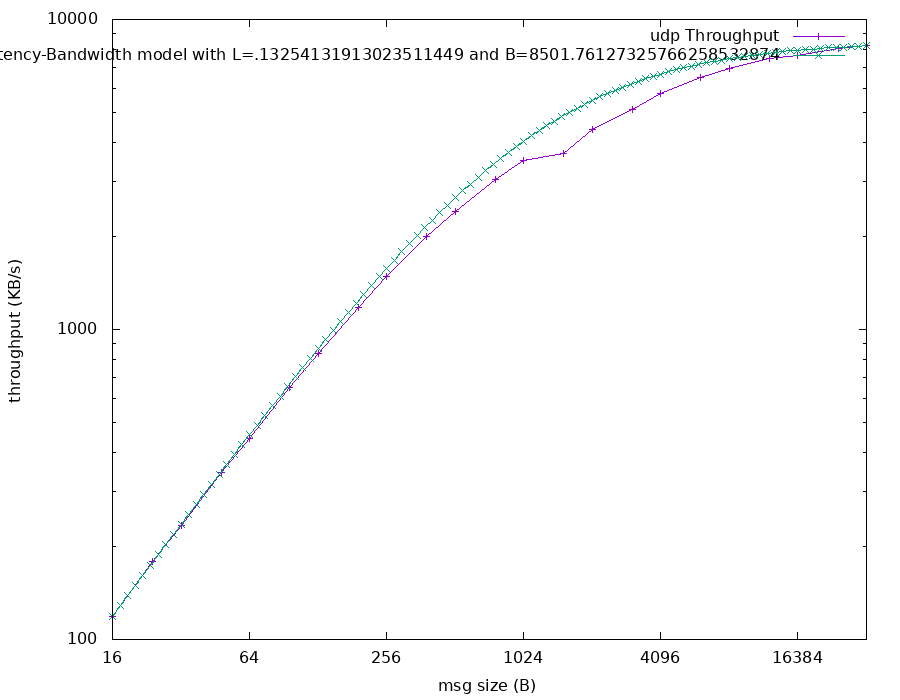 10000
udp Throughput
tency-Bandwidth model with L=.13254131913023511449 and B=8501.76127325766258532874
1000
throughput (KB/s)
100
16 64 256 1024 4096 16384
msg size (B)